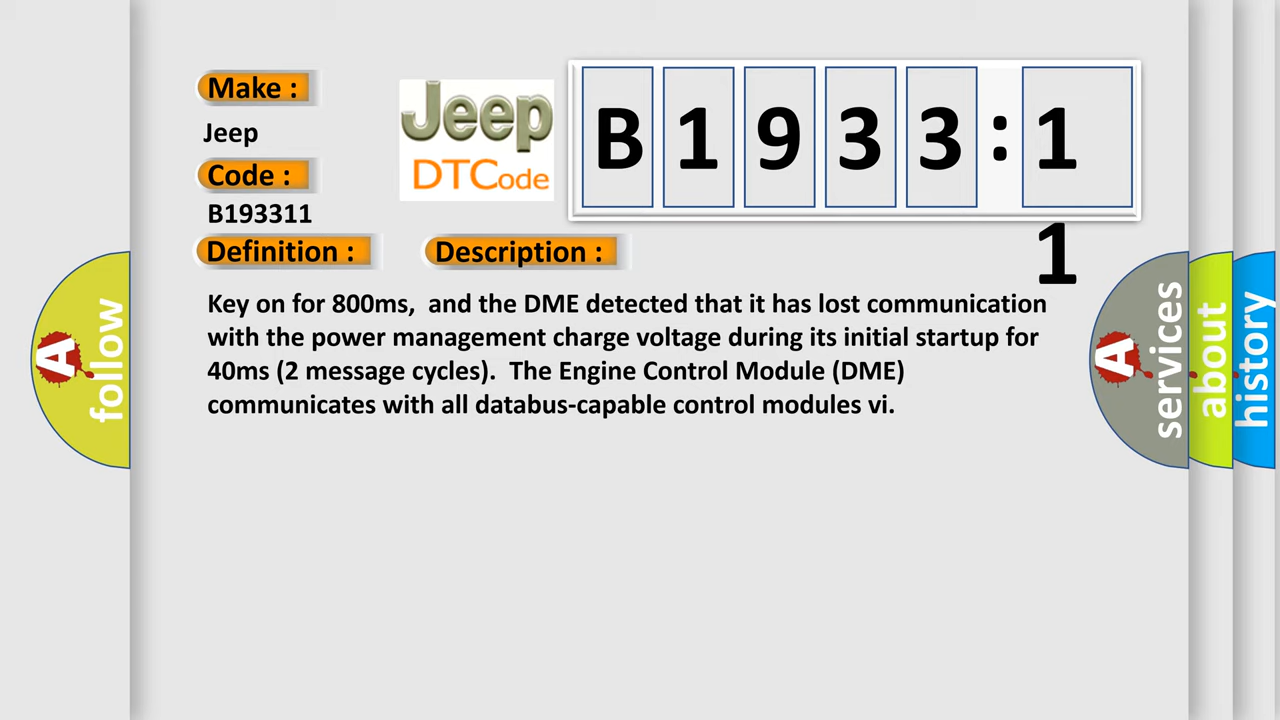 A follow
Make :
Jeep
Code :
B193311
Definition :
Description :
Jeep
DTCode
B 1 9 3 3 : 1
1
Key on for 800ms,  and the DME detected that it has lost communication
with the power management charge voltage during its initial startup for
40ms (2 message cycles)  The Engine Control Module (DME)
communicates with all databus-capable control modules vi.
A services
about
history